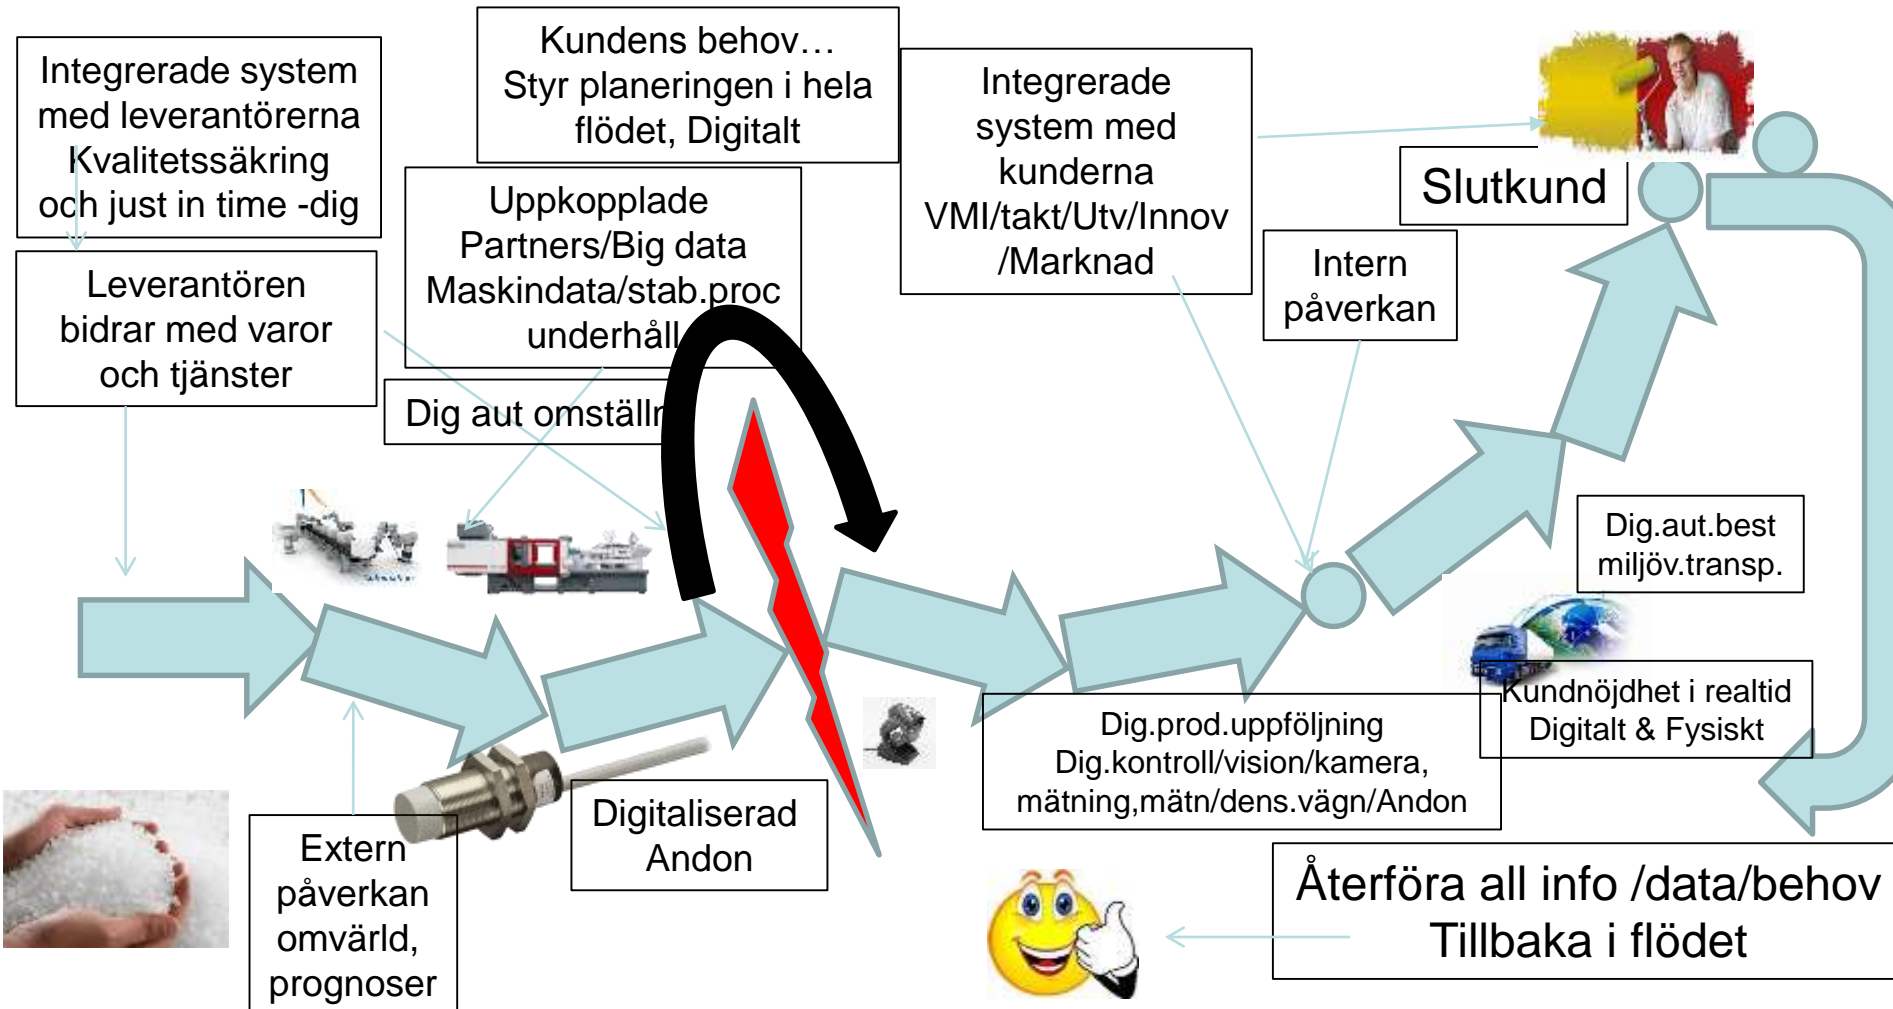 Integrerade system
med leverantörerna
Kvalitetssäkring
och just in time -dig
Kundens behov…
Styr planeringen i hela
flödet, Digitalt
Integrerade
system med
kunderna
VMI/takt/Utv/Innov
/Marknad
Slutkund
Leverantören
bidrar med varor
och tjänster
Uppkopplade
Partners/Big data
Maskindata/stab.proc
underhåll
Intern
påverkan
Dig aut omställn
Dig.aut.best
miljöv.transp.
Kundnöjdhet i realtid
Digitalt & Fysiskt
Dig.prod.uppföljning
Dig.kontroll/vision/kamera,
mätning,mätn/dens.vägn/Andon
Digitaliserad
Andon
Extern
påverkan
omvärld,
prognoser
Återföra all info /data/behov
Tillbaka i flödet